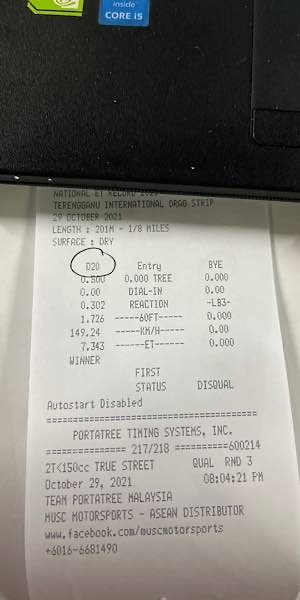 inside
CORE i5
NATIONAL ET RECORD
TERENGGANU INTERNATIONAL DRAG STRIP
29 OCTOBER 2021
LENGTH : 201M - 1/8 MILES
SURFACE : DRY
D20 Entry BYE
0.500 0.000 TREE 0.000
0.00 DIAL-IN 0.00
0.302 REACTION -LB3-
1.726 -----60FT----- 0.000
149.24 -----KM/H----- 0.00
7.343 ------ET----- 0.000
WINNER
FIRST
STATUS DISQUAL
Autostart Disabled
=====================================
PORTATREE TIMING SYSTEMS, INC.
============== 217/218 ==========600214
2T<150cc TRUE STREET QUAL RND 3
October 29, 2021 08:04:21 PM
TEAM PORTATREE MALAYSIA
MUSC MOTORSPORTS - ASEAN DISTRIBUTOR
www.facebook.com/muscmotorsports
+6016-6681490